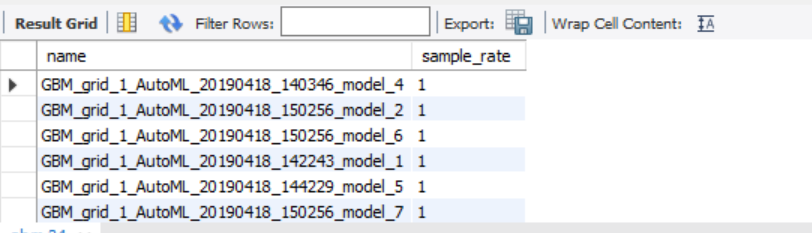 Result Grid Filter Rows: Export: Wrap Cell Content: IA
name sample_rate
GBM_grid_1_AutoML_20190418_140346_model_4 1
GBM_grid_1_AutoML_20190418_150256_model_2 1
GBM_grid_1_AutoML_20190418_150256_model_6 1
GBM_grid_1_AutoML_20190418_142243_model_1 1
GBM_grid_1_AutoML_20190418_144229_model_5 1
GBM_grid_1_AutoML_20190418_150256_model_7 1